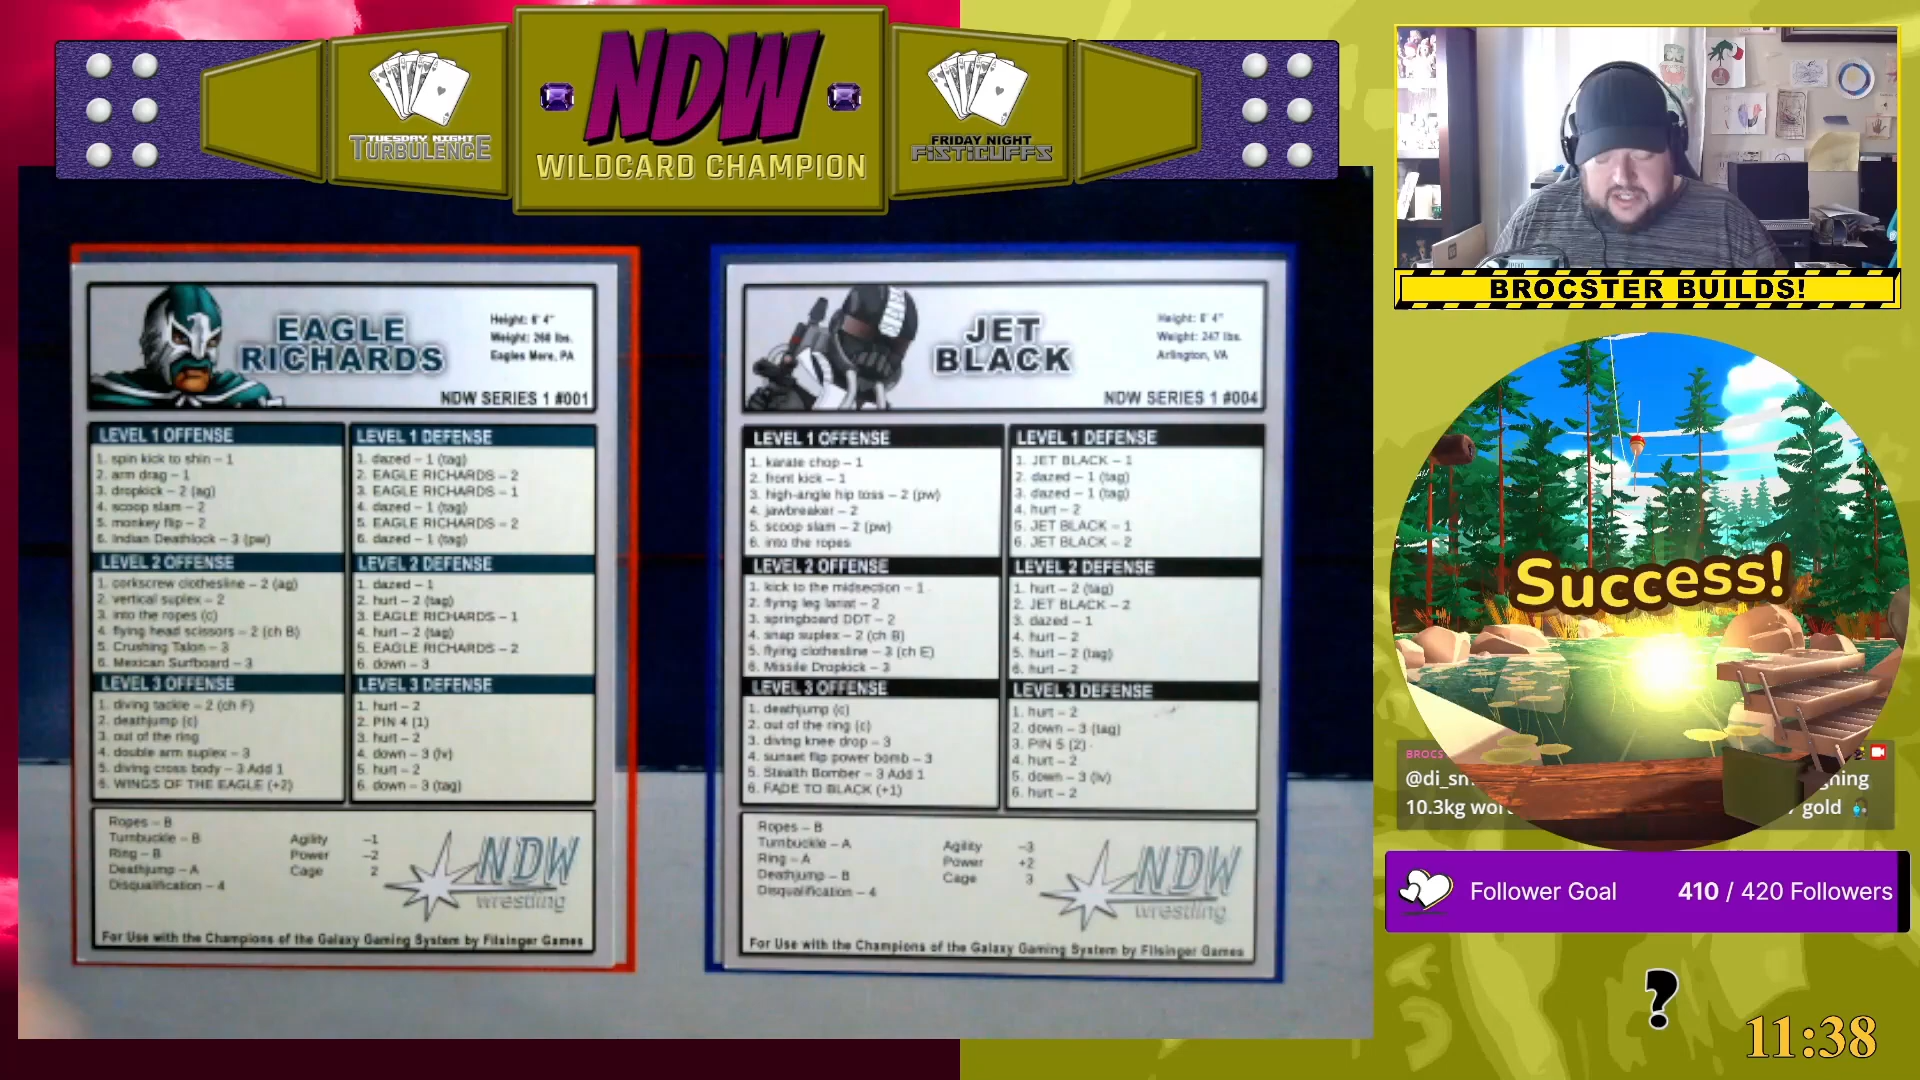 TUESDAY NIGHT
TURBULENCE
NDW
WILDCARD CHAMPION
FRIDAY NIGHT
FISTICUFFS
EAGLE
RICHARDS
Height: 6' 4"
Weight: 268 lbs.
Eagles Mere, PA
NDW SERIES 1 #001
LEVEL 1 OFFENSE
1. spin kick to shin – 1
2. arm drag – 1
3. dropkick – 2 (ag)
4. scoop slam – 2
5. monkey flip – 2
6. Indian Deathlock – 3 (pw)
LEVEL 1 DEFENSE
1. dazed – 1 (tag)
2. EAGLE RICHARDS – 2
3. EAGLE RICHARDS – 1
4. dazed – 1 (tag)
5. EAGLE RICHARDS – 2
6. dazed – 1 (tag)
LEVEL 2 OFFENSE
1. corkscrew clothesline – 2 (ag)
2. vertical suplex – 2
3. into the ropes (c)
4. flying head scissors – 2 (ch B)
5. Crushing Talon – 3
6. Mexican Surfboard – 3
LEVEL 2 DEFENSE
1. dazed – 1
2. hurt – 2 (tag)
3. EAGLE RICHARDS – 1
4. hurt – 2 (tag)
5. EAGLE RICHARDS – 2
6. down – 3
LEVEL 3 OFFENSE
1. diving tackle – 2 (ch F)
2. deathjump (c)
3. out of the ring
4. double arm suplex – 3
5. diving cross body – 3 Add 1
6. WINGS OF THE EAGLE (+2)
LEVEL 3 DEFENSE
1. hurt – 2
2. PIN 4 (1)
3. hurt – 2
4. down – 3 (lv)
5. hurt – 2
6. down – 3 (tag)
Ropes – B
Turnbuckle – B
Ring – B
Deathjump – A
Disqualification – 4
Agility –1
Power –2
Cage 2
NDW
wrestling
For Use with the Champions of the Galaxy Gaming System by Filsinger Games
JET
BLACK
Height: 6' 4"
Weight: 247 lbs.
Arlington, VA
NDW SERIES 1 #004
LEVEL 1 OFFENSE
1. karate chop – 1
2. front kick – 1
3. high-angle hip toss – 2 (pw)
4. jawbreaker – 2
5. scoop slam – 2 (pw)
6. into the ropes
LEVEL 1 DEFENSE
1. JET BLACK – 1
2. dazed – 1 (tag)
3. dazed – 1 (tag)
4. hurt – 2
5. JET BLACK – 1
6. JET BLACK – 2
LEVEL 2 OFFENSE
1. kick to the midsection – 1
2. flying leg lariat – 2
3. springboard DDT – 2
4. snap suplex – 2 (ch B)
5. flying clothesline – 3 (ch E)
6. Missile Dropkick – 3
LEVEL 2 DEFENSE
1. hurt – 2 (tag)
2. JET BLACK – 2
3. dazed – 1
4. hurt – 2
5. hurt – 2 (tag)
6. hurt – 2
LEVEL 3 OFFENSE
1. deathjump (c)
2. out of the ring (c)
3. diving knee drop – 3
4. sunset flip power bomb – 3
5. Stealth Bomber – 3 Add 1
6. FADE TO BLACK (+1)
LEVEL 3 DEFENSE
1. hurt – 2
2. down – 3 (tag)
3. PIN 5 (2)
4. hurt – 2
5. down – 3 (lv)
6. hurt – 2
Ropes – B
Turnbuckle – A
Ring – A
Deathjump – B
Disqualification – 4
Agility –3
Power +2
Cage 3
NDW
wrestling
For Use with the Champions of the Galaxy Gaming System by Filsinger Games
BROCSTER BUILDS!
Success!
10.3kg gold
Follower Goal 410 / 420 Followers
?
11:38